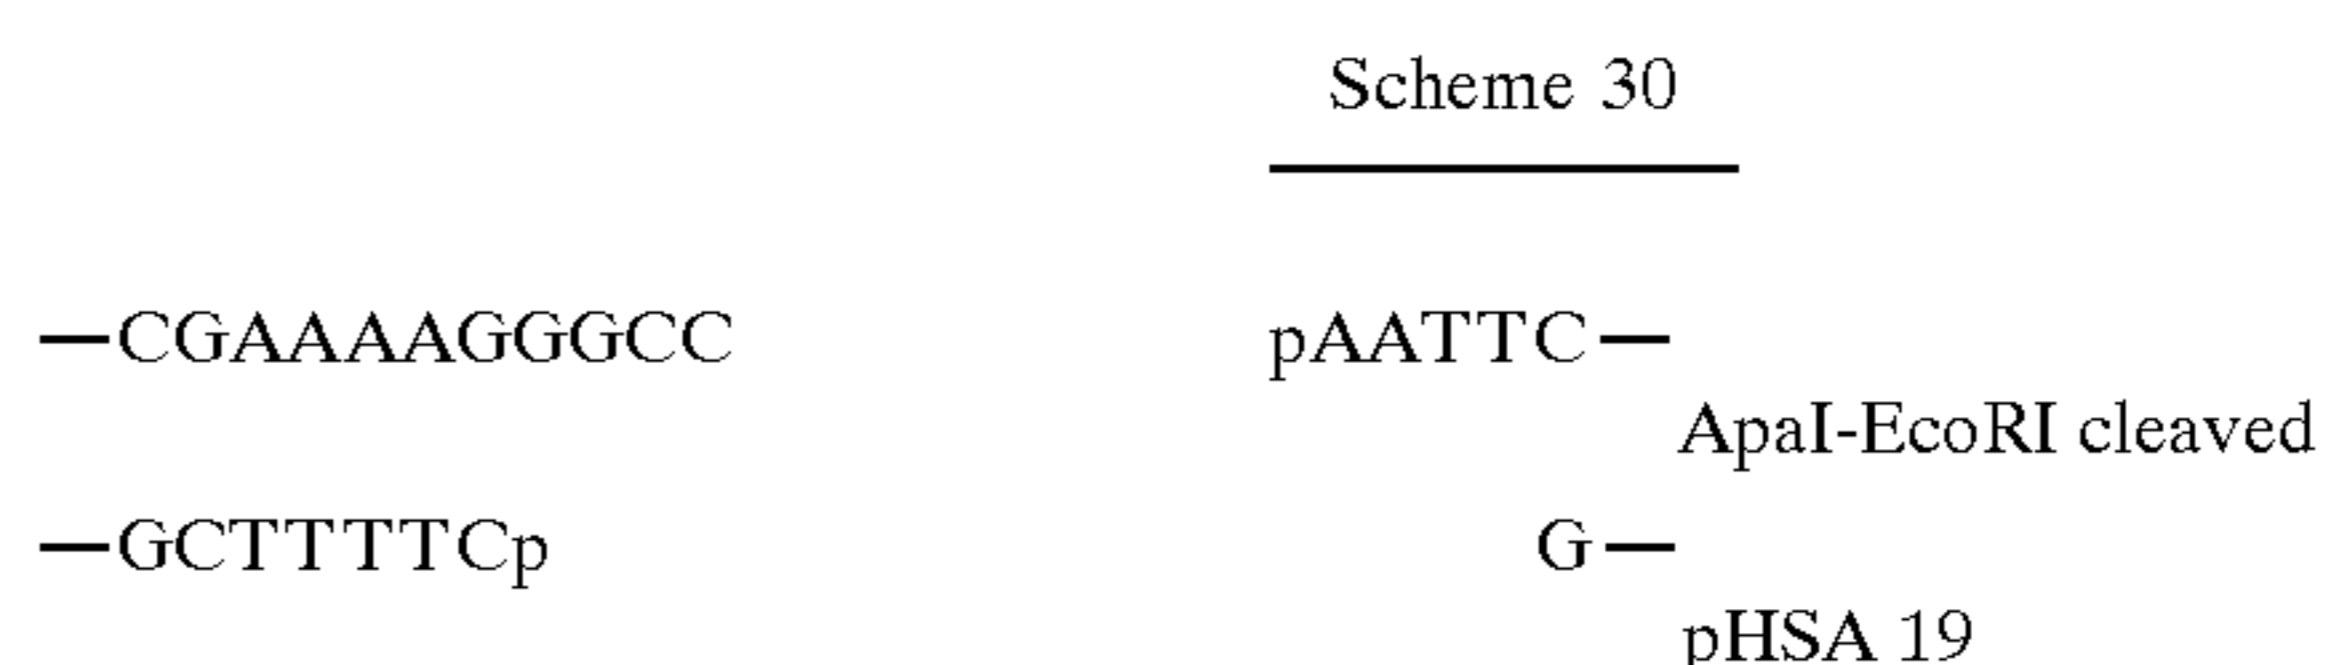 Scheme 30
—CGAAAAGGGCC pAATTC—
ApaI-EcoRI cleaved
—GCTTTTCp G—
pHSA 19